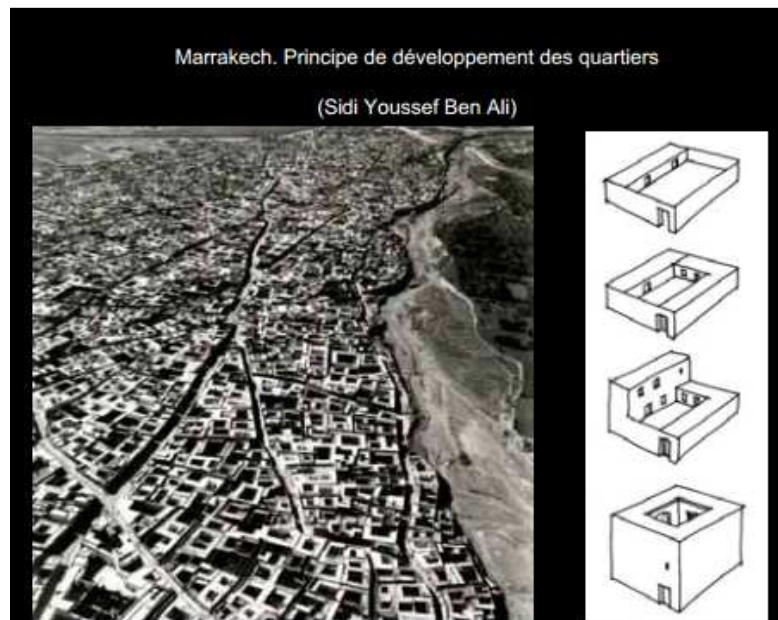 Marrakech. Principe de développement des quartiers
(Sidi Youssef Ben Ali)